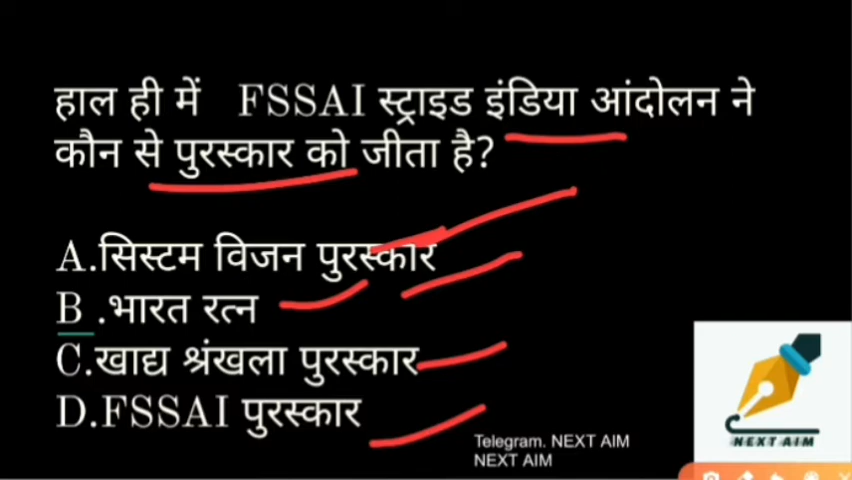 हाल ही में FSSAI स्ट्राइड इंडिया आंदोलन ने
कौन से पुरस्कार को जीता है?
A.सिस्टम विजन पुरस्कार
B .भारत रत्न
C.खाद्य श्रंखला पुरस्कार
D.FSSAI पुरस्कार
Telegram. NEXT AIM
NEXT AIM
NEXT AIM